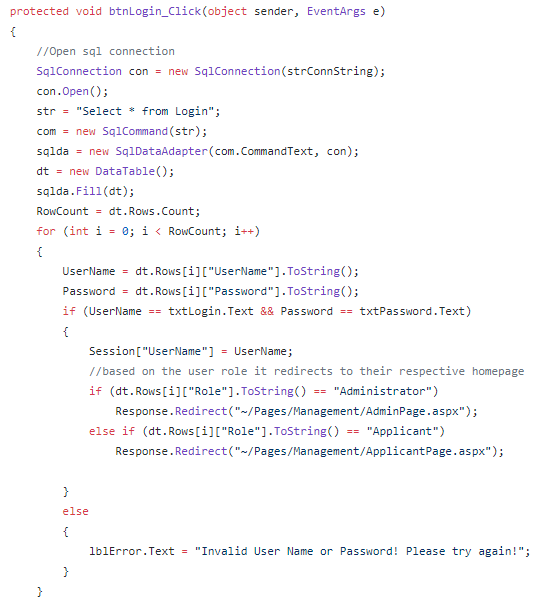 protected void btnLogin_Click(object sender, EventArgs e)
{
//Open sql connection
SqlConnection con = new SqlConnection(strConnString);
con.Open();
str = "Select * from Login";
com = new SqlCommand(str);
sqlda = new SqlDataAdapter(com.CommandText, con);
dt = new DataTable();
sqlda.Fill(dt);
RowCount = dt.Rows.Count;
for (int i = 0; i < RowCount; i++)
{
UserName = dt.Rows[i]["UserName"].ToString();
Password = dt.Rows[i]["Password"].ToString();
if (UserName == txtLogin.Text && Password == txtPassword.Text)
{
Session["UserName"] = UserName;
//based on the user role it redirects to their respective homepage
if (dt.Rows[i]["Role"].ToString() == "Administrator")
Response.Redirect("~/Pages/Management/AdminPage.aspx");
else if (dt.Rows[i]["Role"].ToString() == "Applicant")
Response.Redirect("~/Pages/Management/ApplicantPage.aspx");
}
else
{
lblError.Text = "Invalid User Name or Password! Please try again!";
}
}